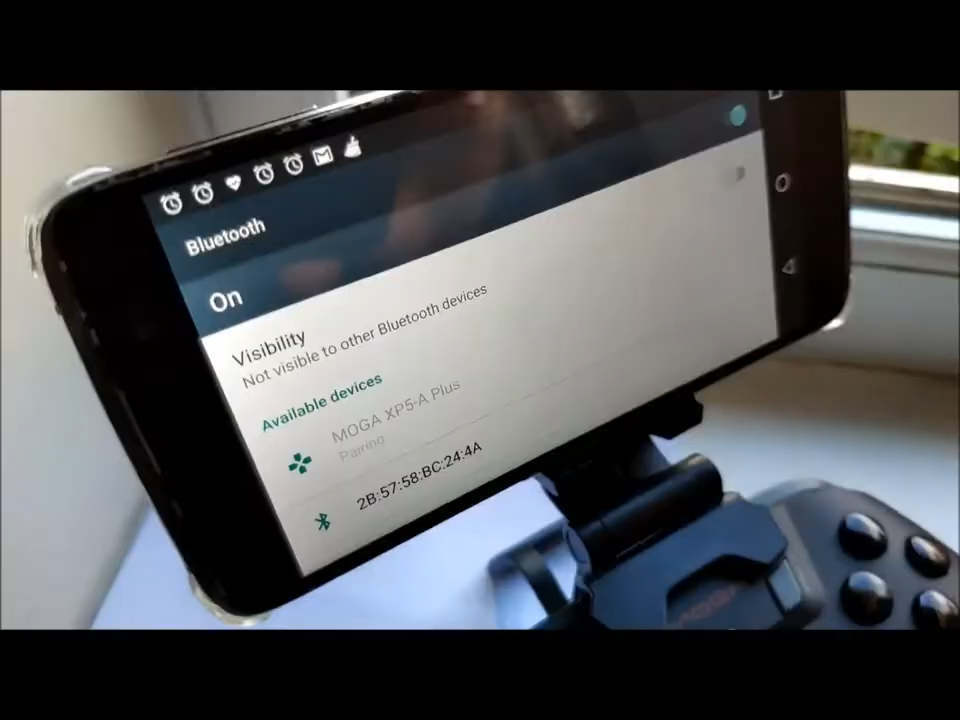 Bluetooth
On
Visibility
Not visible to other Bluetooth devices
Available devices
MOGA XP5-A Plus
Pairing
2B:57:58:BC:24:4A
MOGA